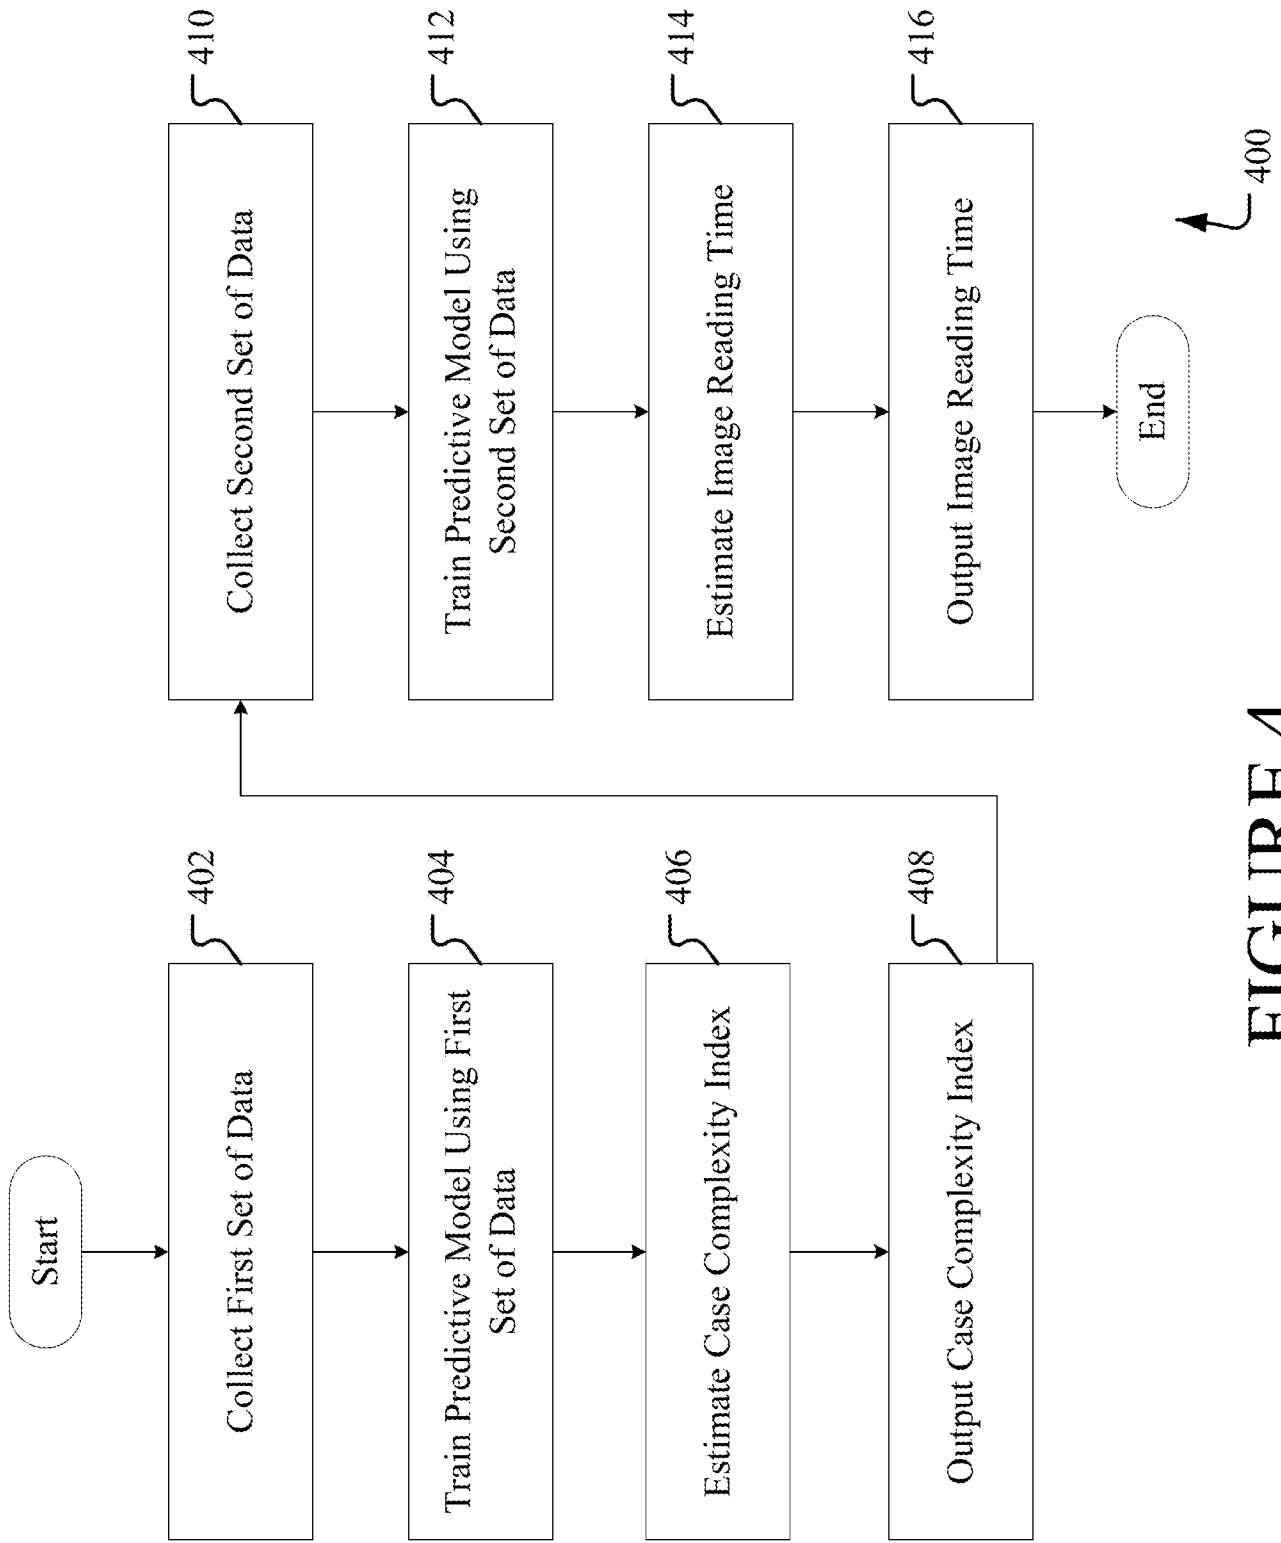 Start
Collect First Set of Data
402
Train Predictive Model Using First
Set of Data
404
Estimate Case Complexity Index
406
Output Case Complexity Index
408
Collect Second Set of Data
410
Train Predictive Model Using
Second Set of Data
412
Estimate Image Reading Time
414
Output Image Reading Time
416
End
400
FIGURE 4